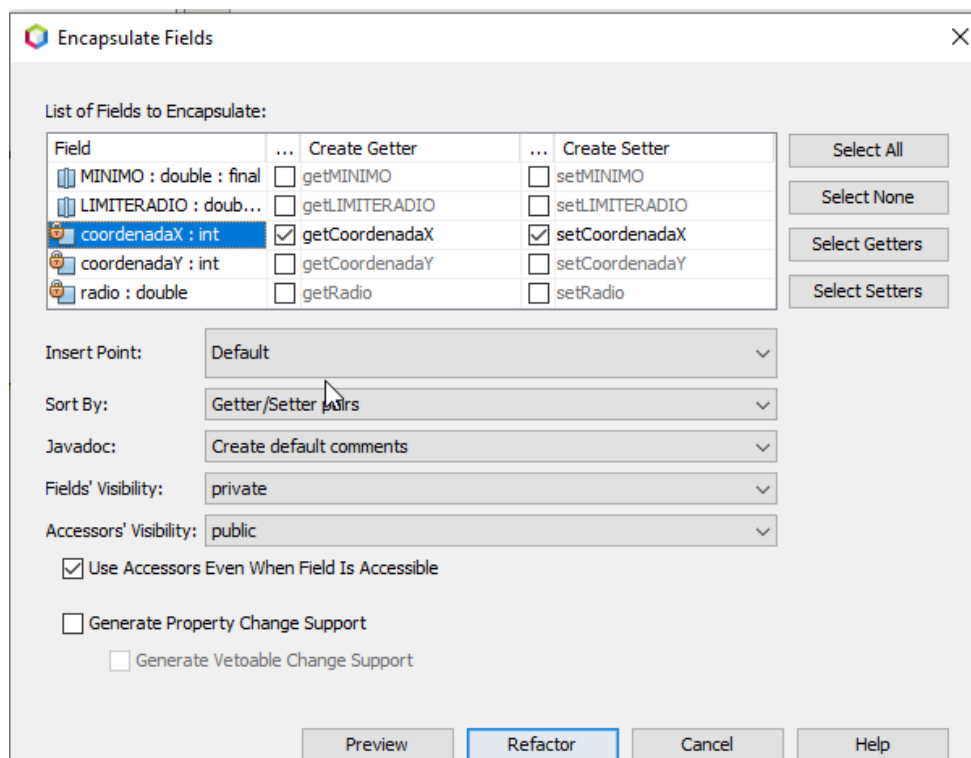 Encapsulate Fields
List of Fields to Encapsulate:
Field ... Create Getter ... Create Setter
MINIMO : double : final getMINIMO setMINIMO
LIMITERADIO : doub... getLIMITERADIO setLIMITERADIO
coordenadaX : int getCoordenadaX setCoordenadaX
coordenadaY : int getCoordenadaY setCoordenadaY
radio : double getRadio setRadio
Select All
Select None
Select Getters
Select Setters
Insert Point: Default
Sort By: Getter/Setter pairs
Javadoc: Create default comments
Fields' Visibility: private
Accessors' Visibility: public
Use Accessors Even When Field Is Accessible
Generate Property Change Support
Generate Vetoable Change Support
Preview Refactor Cancel Help